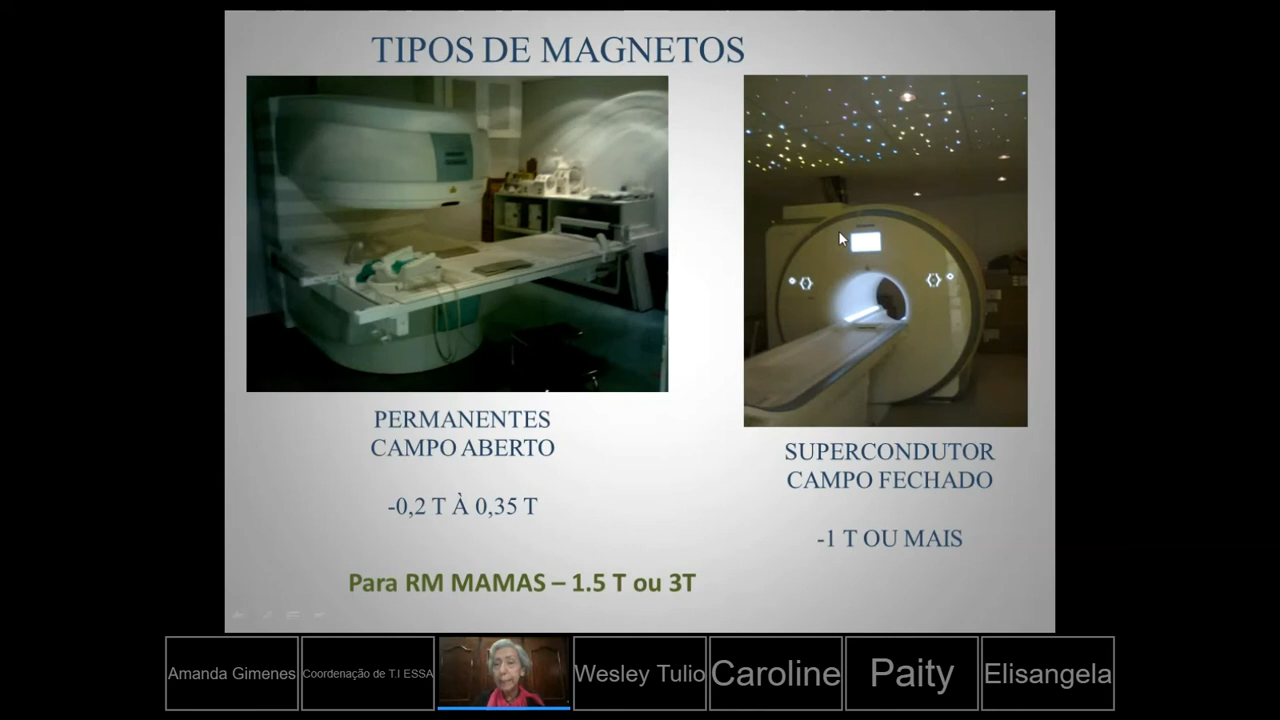 TIPOS DE MAGNETOS
PERMANENTES
CAMPO ABERTO
-0,2 T À 0,35 T
SUPERCONDUTOR
CAMPO FECHADO
-1 T OU MAIS
Para RM MAMAS – 1.5 T ou 3T
Amanda Gimenes
Coordenação de T.I ESSA
Wesley Tulio
Caroline
Paity
Elisangela